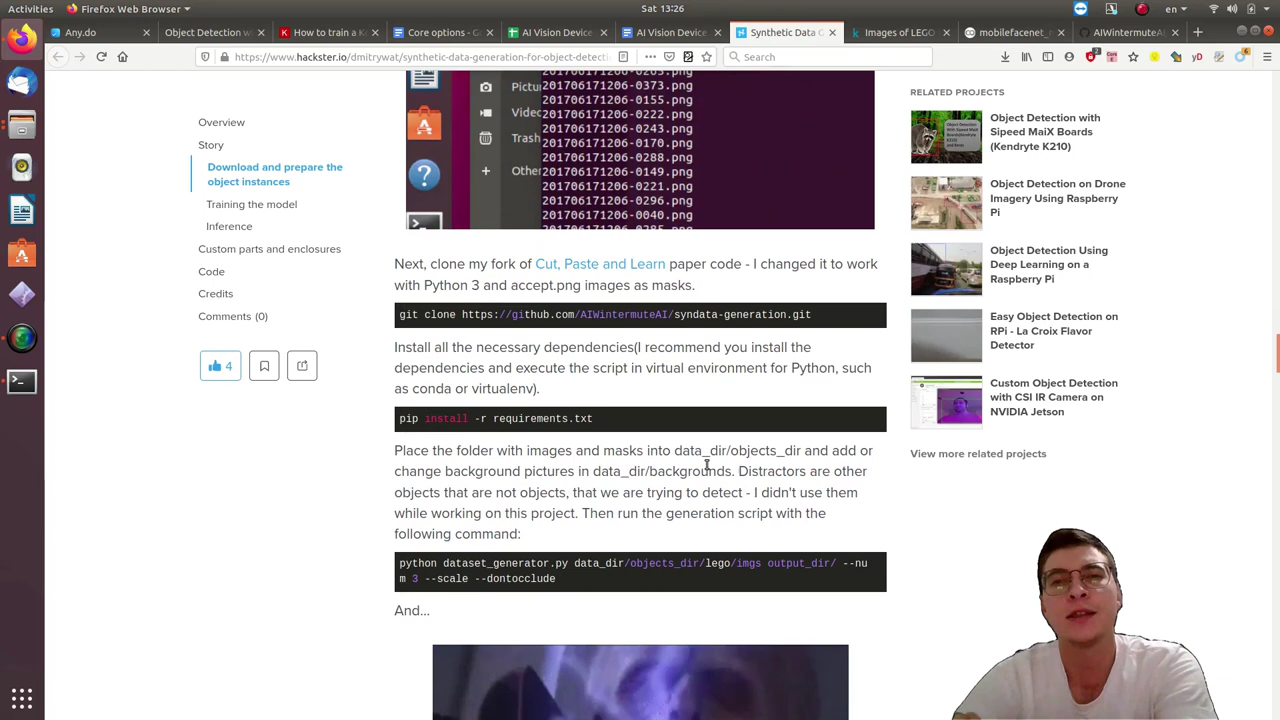 Activities
Firefox Web Browser
Sat 13:26
en
Any.do
Object Detection wi
How to train a K
Core options - G
AI Vision Device
AI Vision Device
Synthetic Data G
Images of LEGO
mobilefacenet_
AIWintermuteAI
https://www.hackster.io/dmitrywat/synthetic-data-generation-for-object-detecti
Search
201706171206-0263.png
201706171206-0373.png
201706171206-0155.png
201706171206-0222.png
201706171206-0243.png
201706171206-0170.png
201706171206-0288.png
201706171206-0149.png
201706171206-0221.png
201706171206-0296.png
201706171206-0040.png
201706171206-0285.png
Pictu
Video
Trash
Other
Overview
Story
Download and prepare the
object instances
Training the model
Inference
Custom parts and enclosures
Code
Credits
Comments (0)
4
Next, clone my fork of Cut, Paste and Learn paper code - I changed it to work
with Python 3 and accept.png images as masks.
git clone https://github.com/AIWintermuteAI/syndata-generation.git
Install all the necessary dependencies(I recommend you install the
dependencies and execute the script in virtual environment for Python, such
as conda or virtualenv).
pip install -r requirements.txt
Place the folder with images and masks into data_dir/objects_dir and add or
change background pictures in data_dir/backgrounds. Distractors are other
objects that are not objects, that we are trying to detect - I didn't use them
while working on this project. Then run the generation script with the
following command:
python dataset_generator.py data_dir/objects_dir/lego/imgs output_dir/ --nu
m 3 --scale --dontocclude
And...
RELATED PROJECTS
Object Detection with
Sipeed MaiX Boards
(Kendryte K210)
Object Detection on Drone
Imagery Using Raspberry
Pi
Object Detection Using
Deep Learning on a
Raspberry Pi
Easy Object Detection on
RPi - La Croix Flavor
Detector
Custom Object Detection
with CSI IR Camera on
NVIDIA Jetson
View more related projects